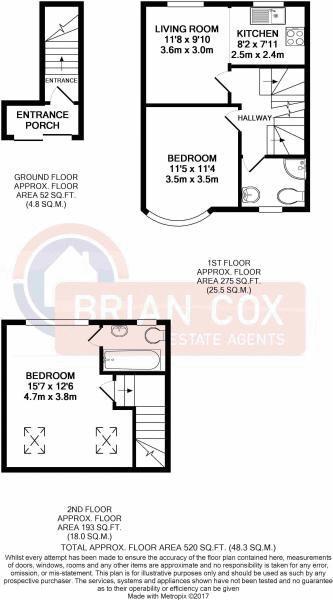 LIVING ROOM
11'8 x 9'10
3.6m x 3.0m
KITCHEN
8'2 x 7'11
2.5m x 2.4m
ENTRANCE
ENTRANCE
PORCH
HALLWAY
BEDROOM
11'5 x 11'4
3.5m x 3.5m
GROUND FLOOR
APPROX. FLOOR
AREA 52 SQ.FT.
(4.8 SQ.M.)
1ST FLOOR
APPROX. FLOOR
AREA 275 SQ.FT.
(25.5 SQ.M.)
BRIAN COX
ESTATE AGENTS
BEDROOM
15'7 x 12'6
4.7m x 3.8m
2ND FLOOR
APPROX. FLOOR
AREA 193 SQ.FT.
(18.0 SQ.M.)
TOTAL APPROX. FLOOR AREA 520 SQ.FT. (48.3 SQ.M.)
Whilst every attempt has been made to ensure the accuracy of the floor plan contained here, measurements
of doors, windows, rooms and any other items are approximate and no responsibility is taken for any error,
omission, or mis-statement. This plan is for illustrative purposes only and should be used as such by any
prospective purchaser. The services, systems and appliances shown have not been tested and no guarantee
as to their operability or efficiency can be given
Made with Metropix ©2017